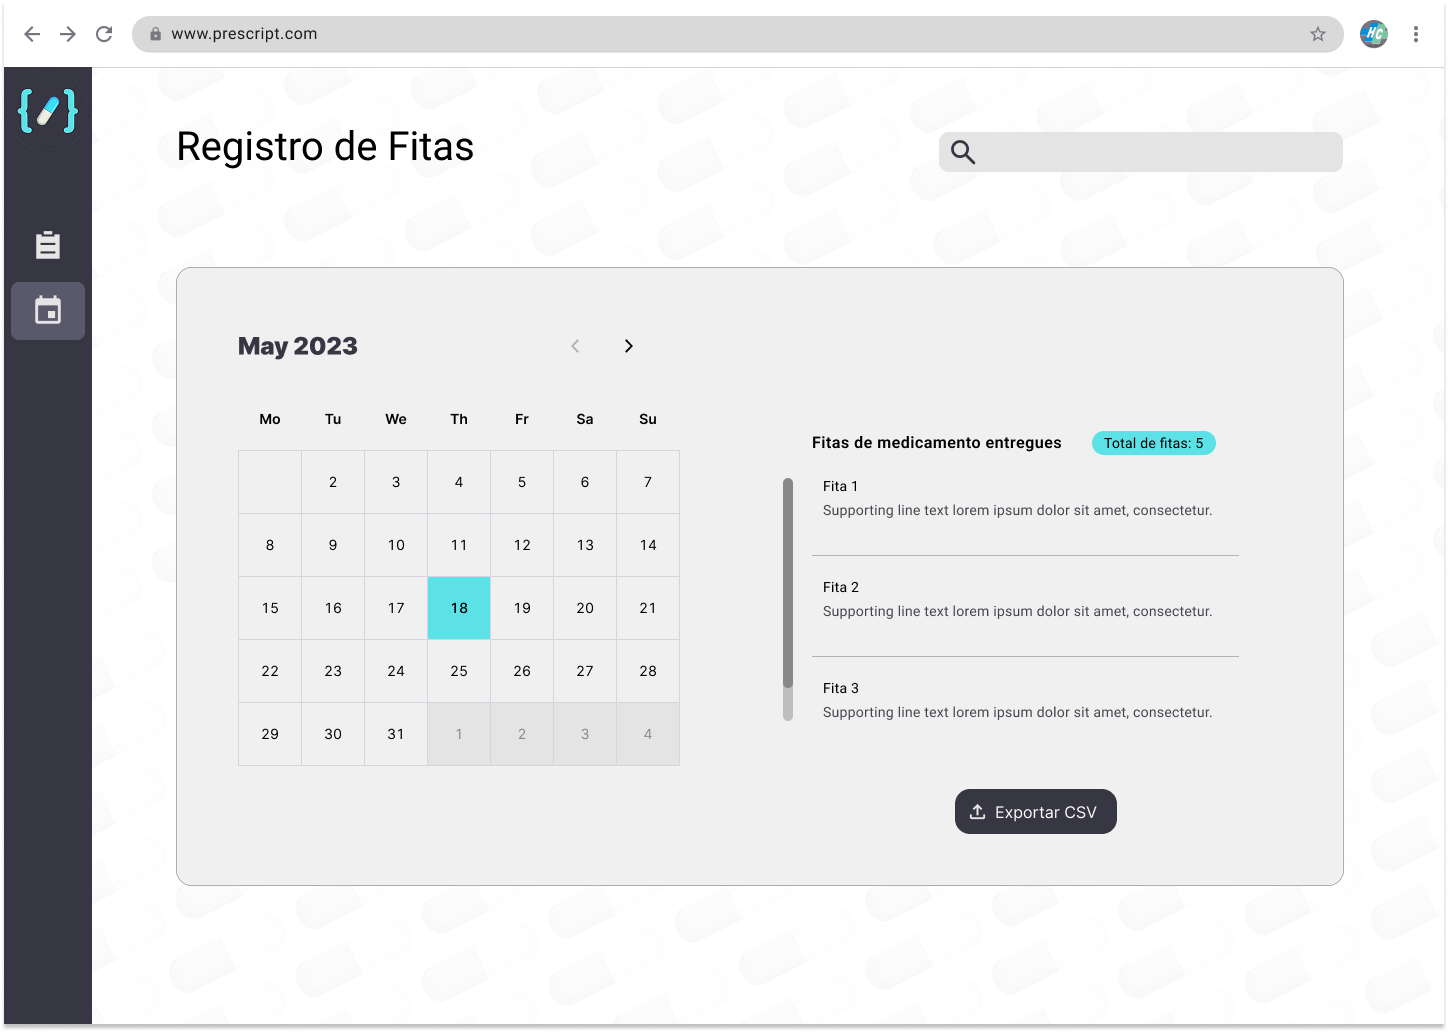 www.prescript.com
HC
Registro de Fitas
May 2023
Mo Tu We Th Fr Sa Su
2 3 4 5 6 7
8 9 10 11 12 13 14
15 16 17 18 19 20 21
22 23 24 25 26 27 28
29 30 31 1 2 3 4
Fitas de medicamento entregues
Total de fitas: 5
Fita 1
Supporting line text lorem ipsum dolor sit amet, consectetur.
Fita 2
Supporting line text lorem ipsum dolor sit amet, consectetur.
Fita 3
Supporting line text lorem ipsum dolor sit amet, consectetur.
Exportar CSV